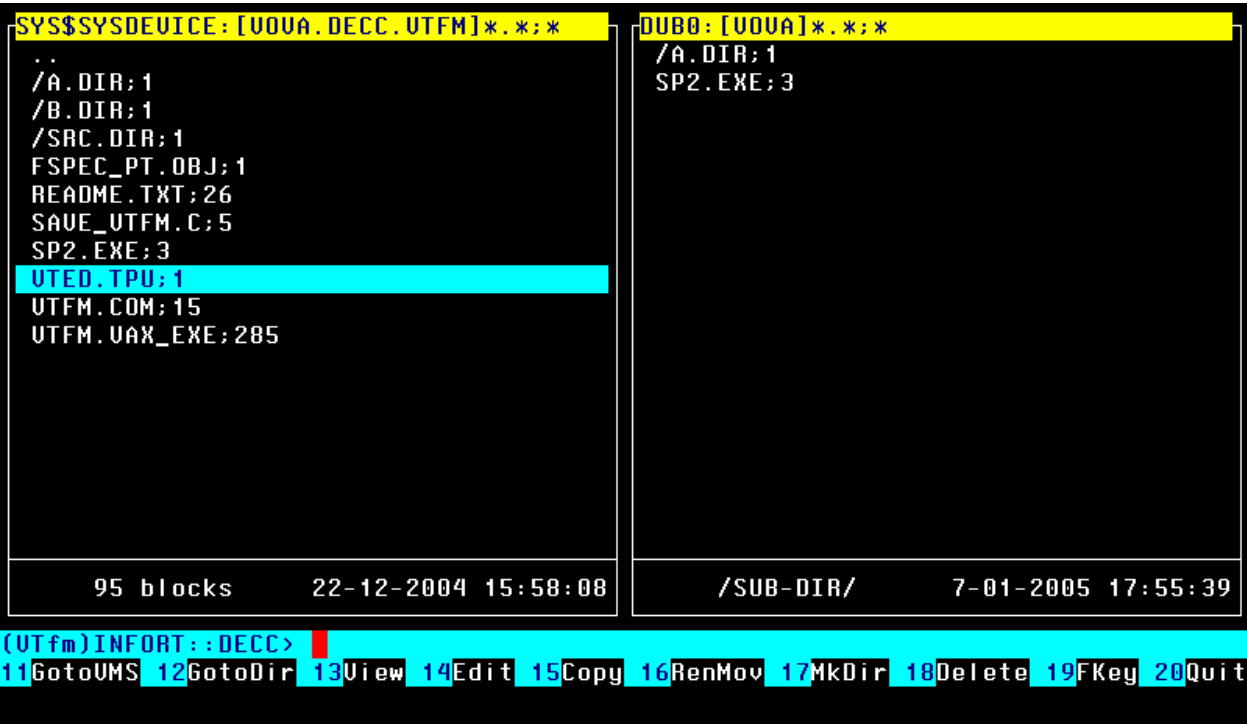 SYS$SYSDEVICE:[VOVA.DECC.VTFM]*.*;*
..
/A.DIR;1
/B.DIR;1
/SRC.DIR;1
FSPEC_PT.OBJ;1
README.TXT;26
SAVE_VTFM.C;5
SP2.EXE;3
VTED.TPU;1
VTFM.COM;15
VTFM.VAX_EXE;285
95 blocks 22-12-2004 15:58:08
DUB0:[VOVA]*.*;*
/A.DIR;1
SP2.EXE;3
/SUB-DIR/ 7-01-2005 17:55:39
(VTfm)INFORT::DECC>
11GotoVMS 12GotoDir 13View 14Edit 15Copy 16RenMov 17MkDir 18Delete 19FKey 20Quit